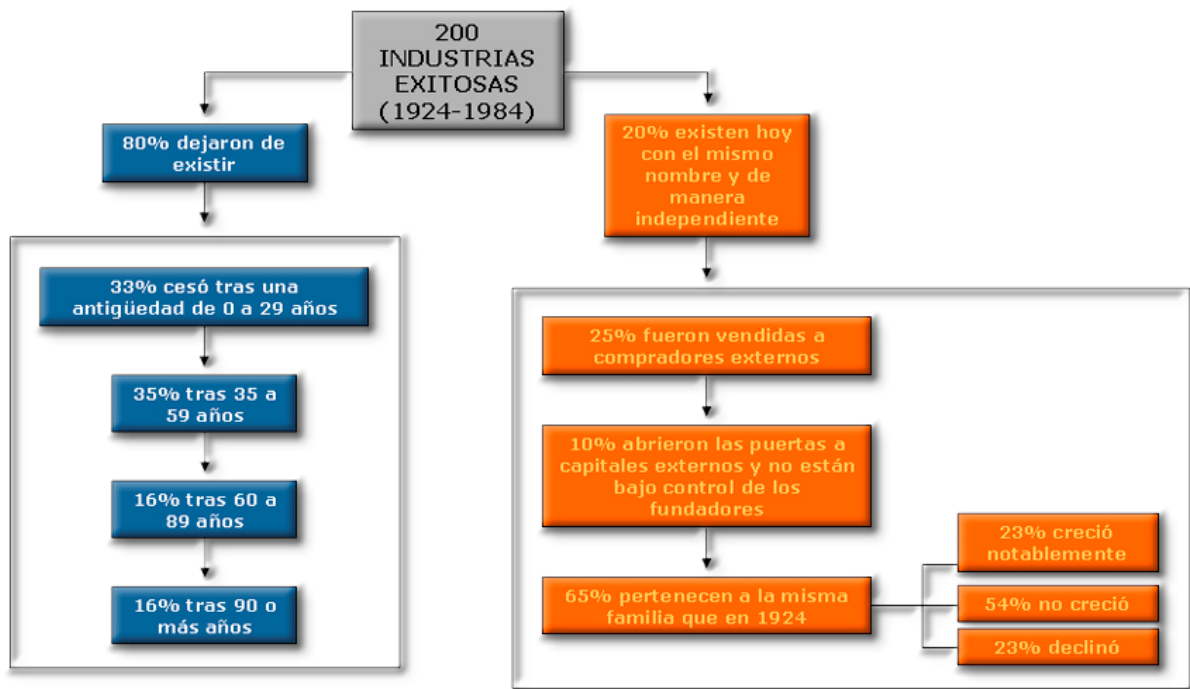 200
INDUSTRIAS
EXITOSAS
(1924-1984)
80% dejaron de
existir
33% cesó tras una
antigüedad de 0 a 29 años
35% tras 35 a
59 años
16% tras 60 a
89 años
16% tras 90 o
más años
20% existen hoy
con el mismo
nombre y de
manera
independiente
25% fueron vendidas a
compradores externos
10% abrieron las puertas a
capitales externos y no están
bajo control de los
fundadores
65% pertenecen a la misma
familia que en 1924
23% creció
notablemente
54% no creció
23% declinó